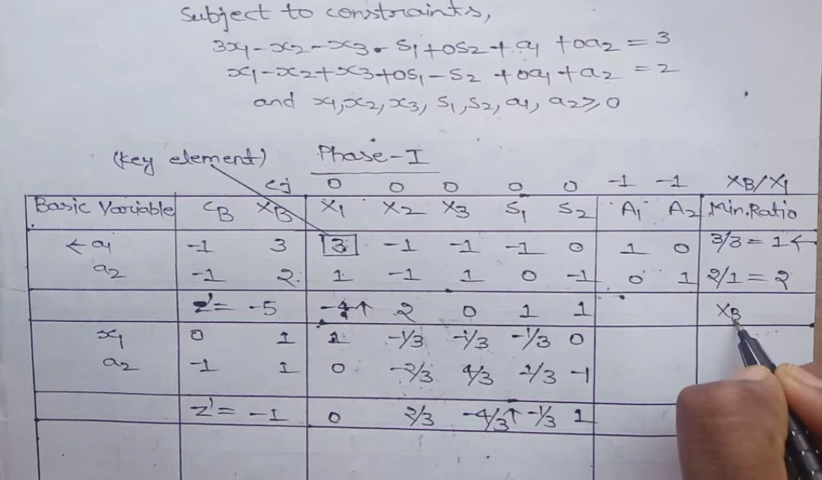 Subject to constraints,
3x1 - x2 - x3 - s1 + 0s2 + a1 + 0a2 = 3
x1 - x2 + x3 + 0s1 - s2 + 0a1 + a2 = 2
and x1, x2, x3, s1, s2, a1, a2 ≥ 0
(key element) Phase-I
Cj 0 0 0 0 0 -1 -1 XB/X1
Basic Variable CB XB X1 X2 X3 S1 S2 A1 A2 Min. Ratio
← a1 -1 3 3 -1 -1 -1 0 1 0 3/3 = 1 ←
a2 -1 2 1 -1 1 0 -1 0 1 2/1 = 2
z' = -5 -4↑ 2 0 1 1 XB
x1 0 1 1 -1/3 -1/3 -1/3 0
a2 -1 1 0 -2/3 4/3 1/3 -1
z' = -1 0 2/3 -4/3↑ -1/3 1